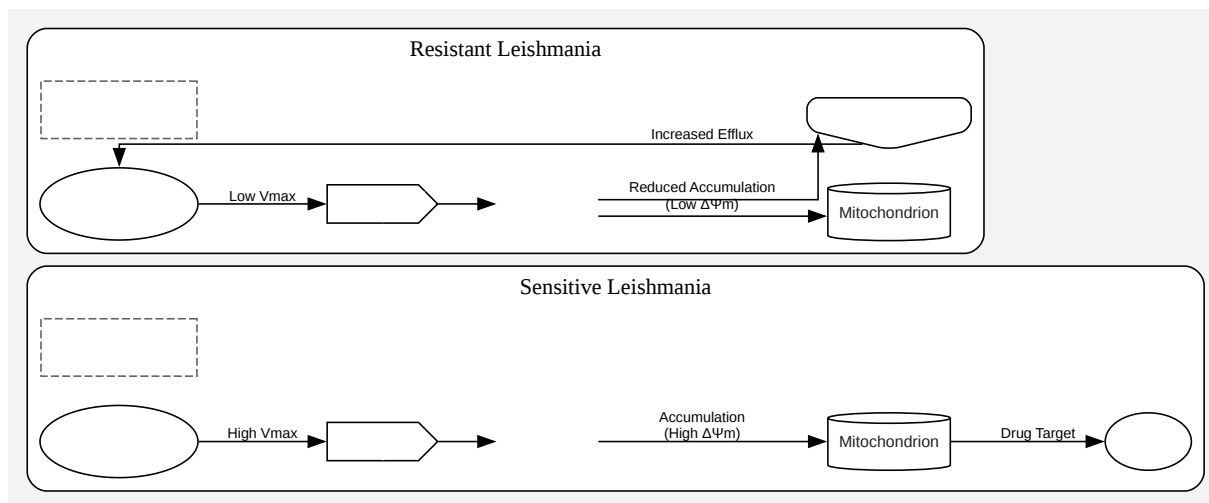 Resistant Leishmania
Increased Efflux
Low Vmax
Reduced Accumulation
(Low ΔΨm)
Mitochondrion
Sensitive Leishmania
High Vmax
Accumulation
(High ΔΨm)
Mitochondrion
Drug Target